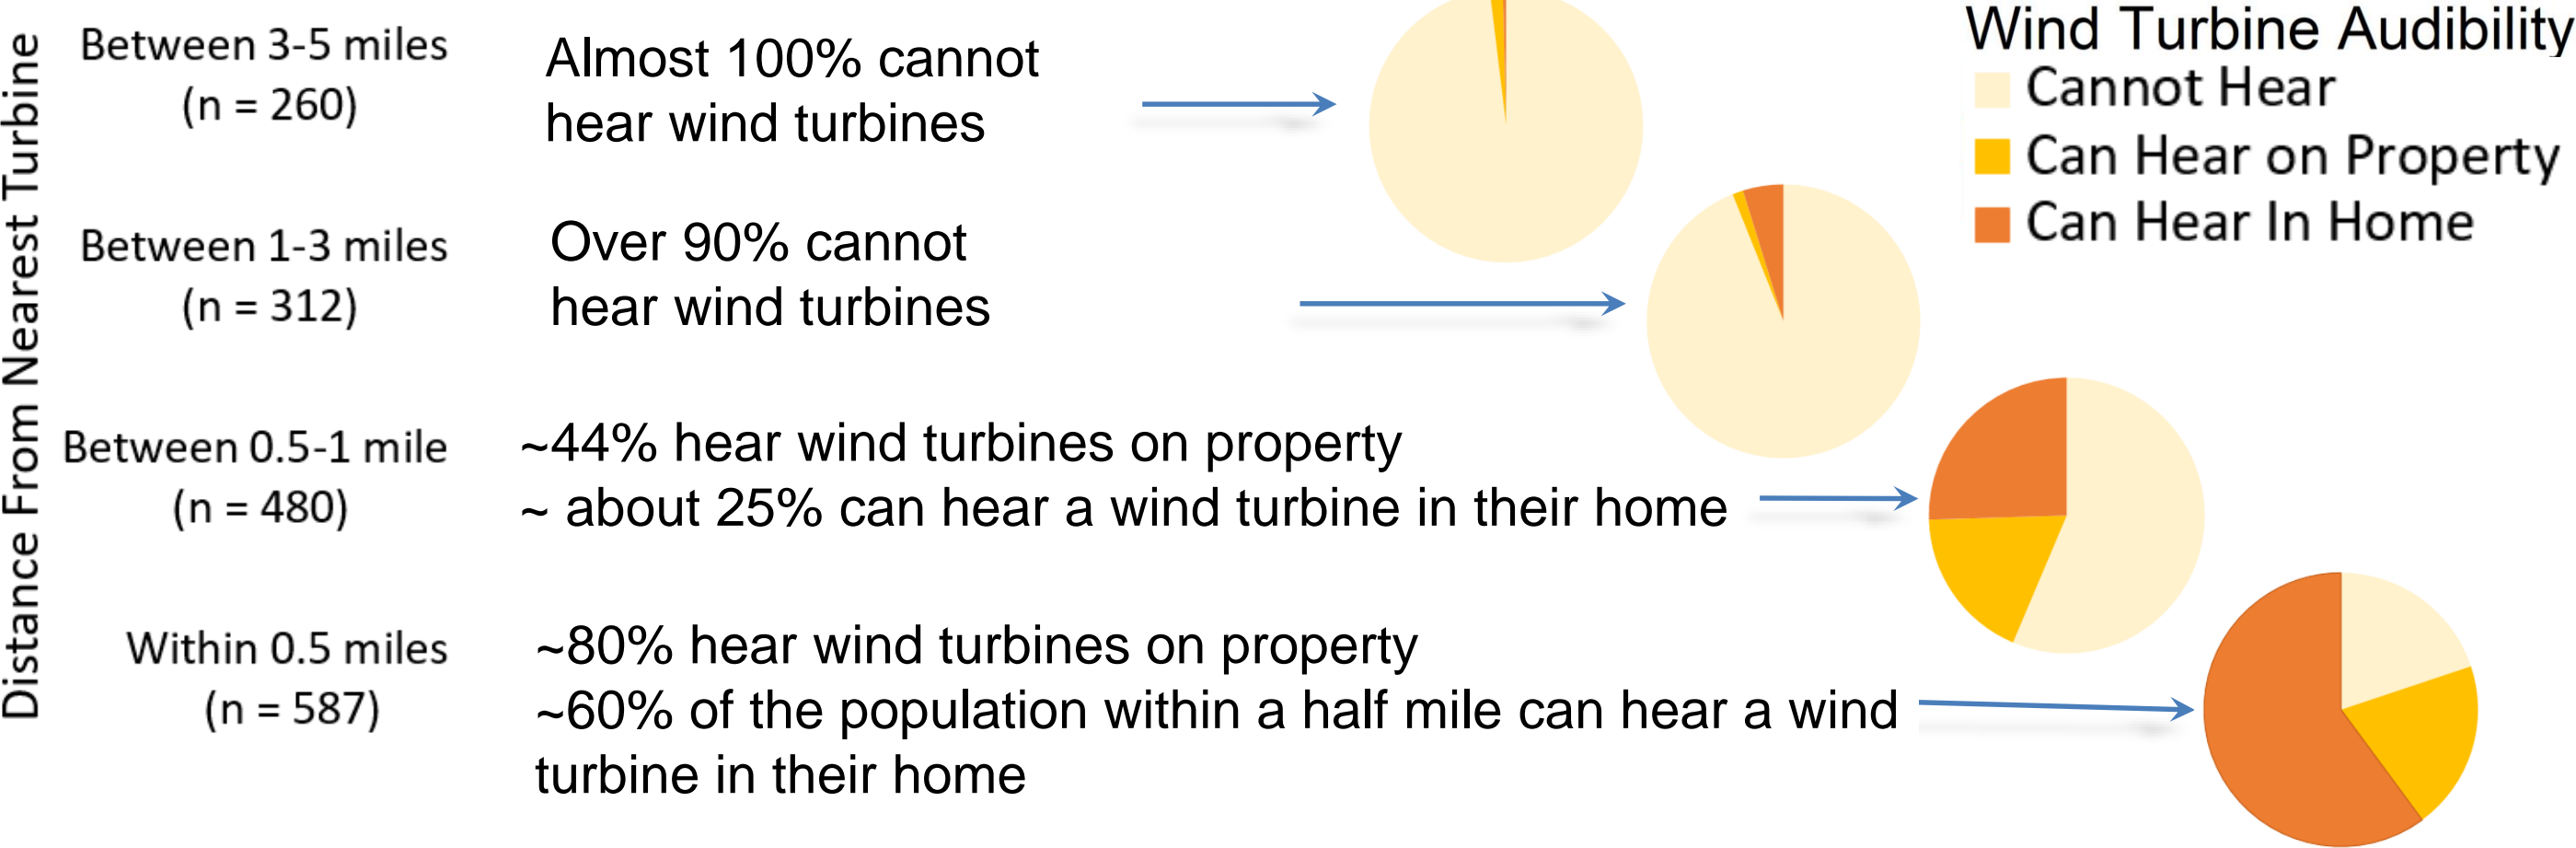 Distance From Nearest Turbine
Between 3-5 miles
(n = 260)
Almost 100% cannot
hear wind turbines
Between 1-3 miles
(n = 312)
Over 90% cannot
hear wind turbines
Between 0.5-1 mile
(n = 480)
~44% hear wind turbines on property
~ about 25% can hear a wind turbine in their home
Within 0.5 miles
(n = 587)
~80% hear wind turbines on property
~60% of the population within a half mile can hear a wind
turbine in their home
Wind Turbine Audibility
Cannot Hear
Can Hear on Property
Can Hear In Home